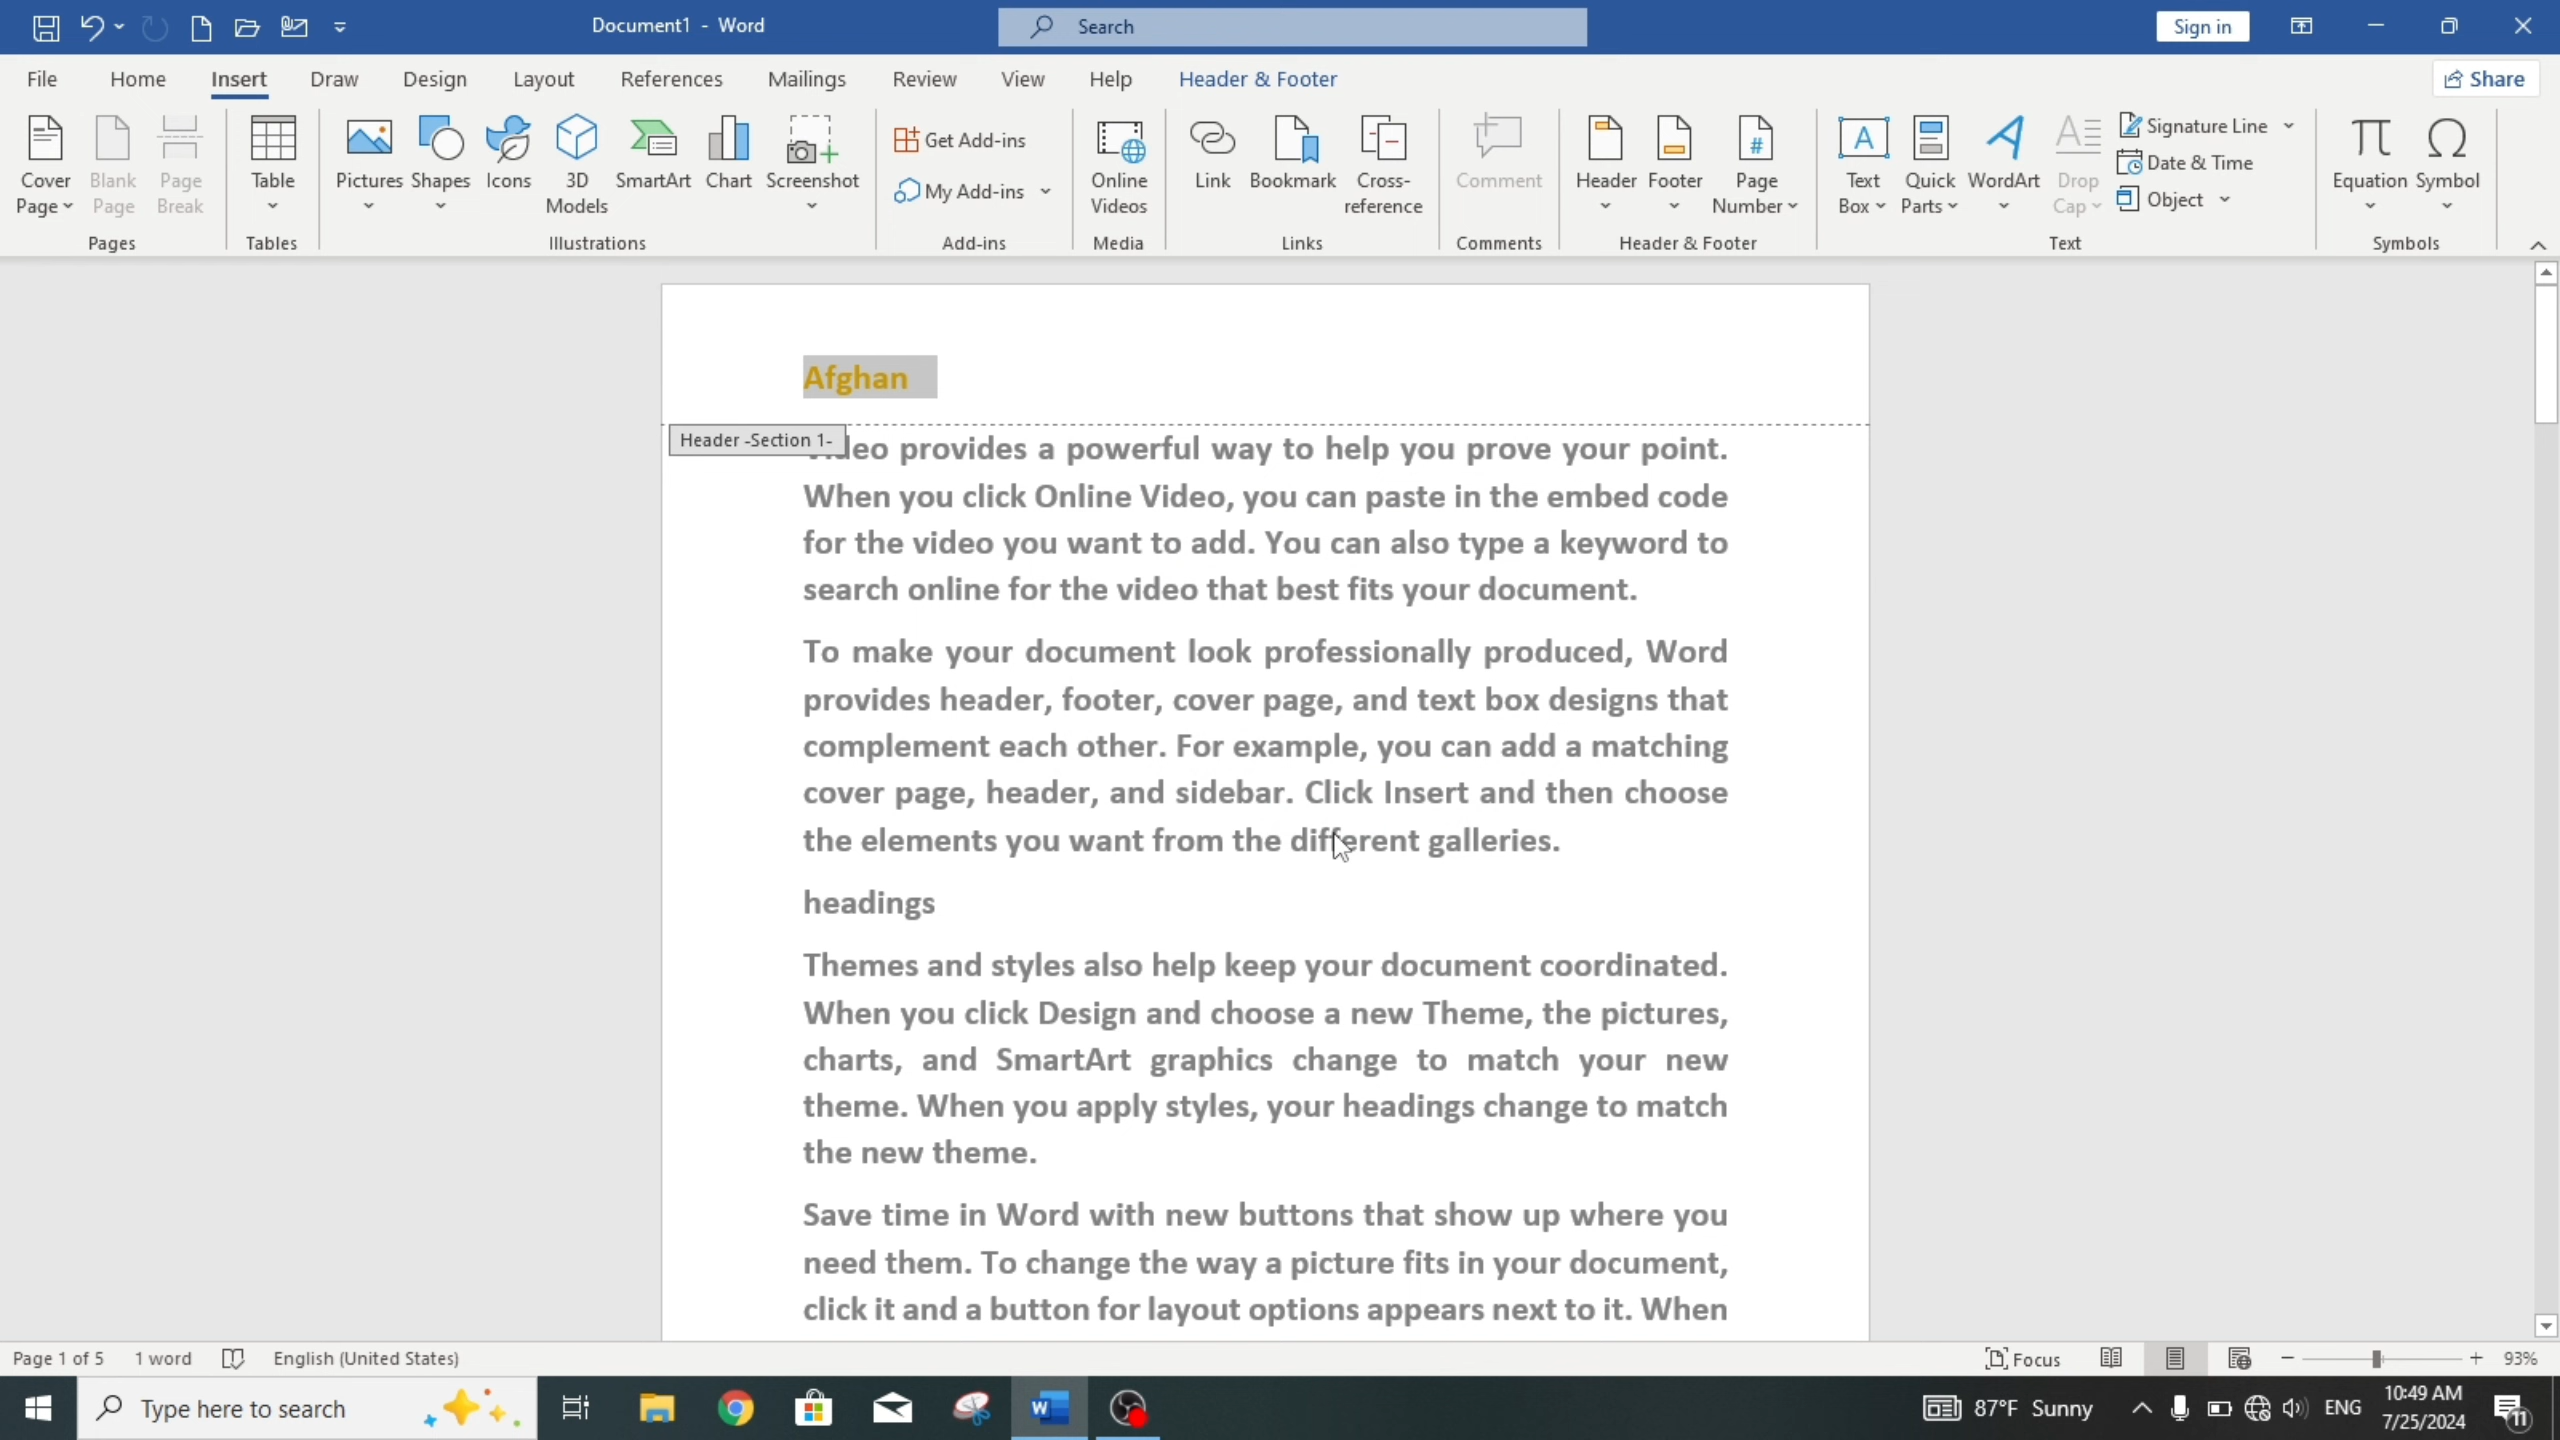 Document1 - Word
Search
Sign in
File Home Insert Draw Design Layout References Mailings Review View Help Header & Footer
Share
Cover Page
Blank Page
Page Break
Pages
Table
Tables
Pictures
Shapes
Icons
3D Models
SmartArt
Chart
Screenshot
Illustrations
Get Add-ins
My Add-ins
Add-ins
Online Videos
Media
Link
Bookmark
Cross-reference
Links
Comment
Comments
Header
Footer
Page Number
Header & Footer
Text Box
Quick Parts
WordArt
Drop Cap
Signature Line
Date & Time
Object
Text
Equation
Symbol
Symbols
Afghan
Header -Section 1-
Video provides a powerful way to help you prove your point.
When you click Online Video, you can paste in the embed code
for the video you want to add. You can also type a keyword to
search online for the video that best fits your document.
To make your document look professionally produced, Word
provides header, footer, cover page, and text box designs that
complement each other. For example, you can add a matching
cover page, header, and sidebar. Click Insert and then choose
the elements you want from the different galleries.
headings
Themes and styles also help keep your document coordinated.
When you click Design and choose a new Theme, the pictures,
charts, and SmartArt graphics change to match your new
theme. When you apply styles, your headings change to match
the new theme.
Save time in Word with new buttons that show up where you
need them. To change the way a picture fits in your document,
click it and a button for layout options appears next to it. When
Page 1 of 5 1 word English (United States)
Focus
93%
Type here to search
87°F Sunny
ENG
10:49 AM
7/25/2024
11